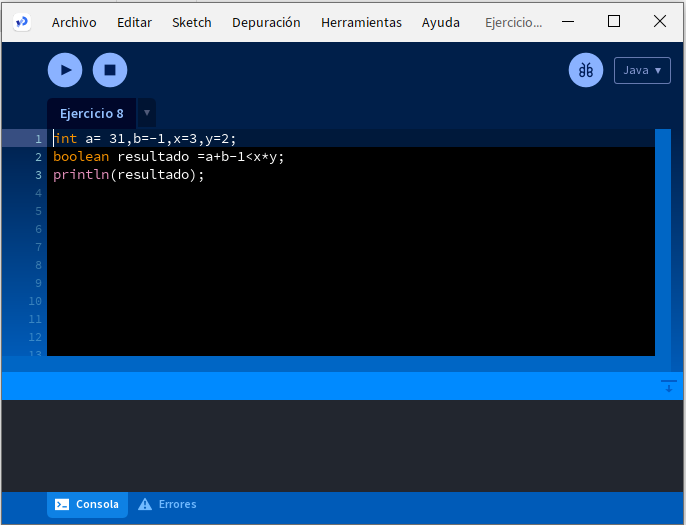 Archivo Editar Sketch Depuración Herramientas Ayuda Ejercicio...
Java ▾
Ejercicio 8 ▾
1 int a= 31,b=-1,x=3,y=2;
2 boolean resultado =a+b-1<x*y;
3 println(resultado);
4
5
6
7
8
9
10
11
12
13
Consola Errores